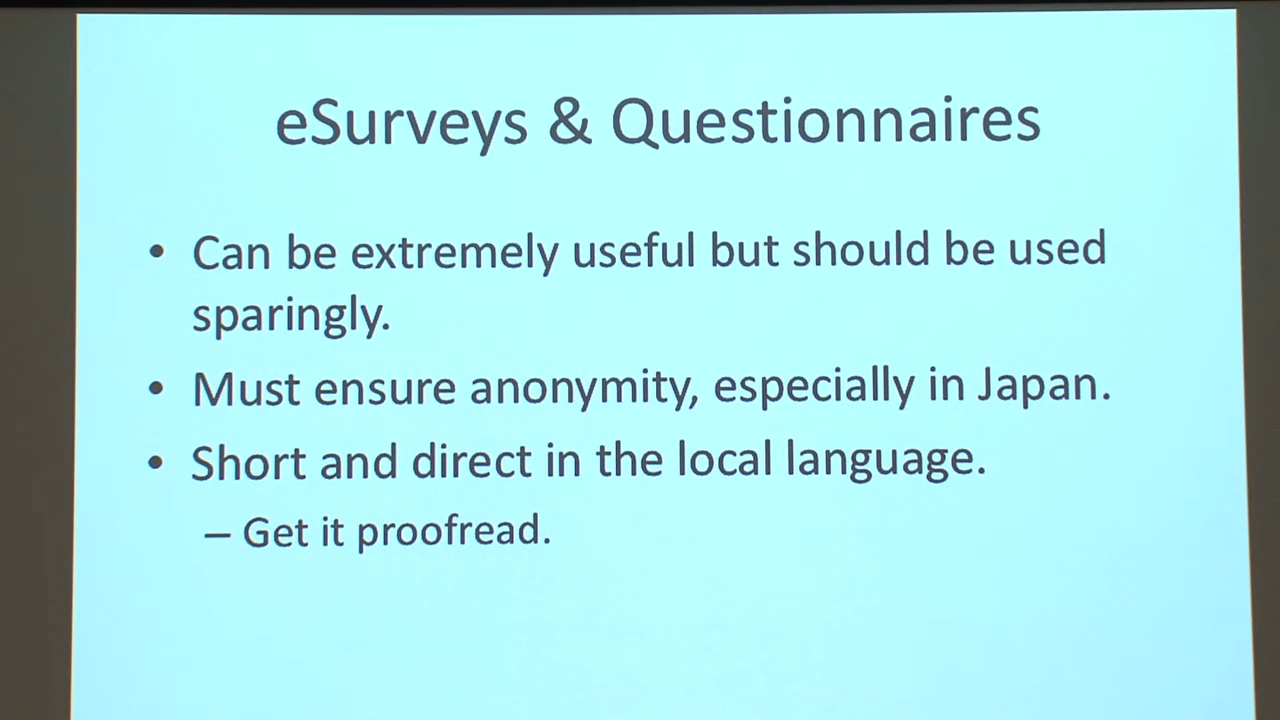 eSurveys & Questionnaires
• Can be extremely useful but should be used
sparingly.
• Must ensure anonymity, especially in Japan.
• Short and direct in the local language.
– Get it proofread.